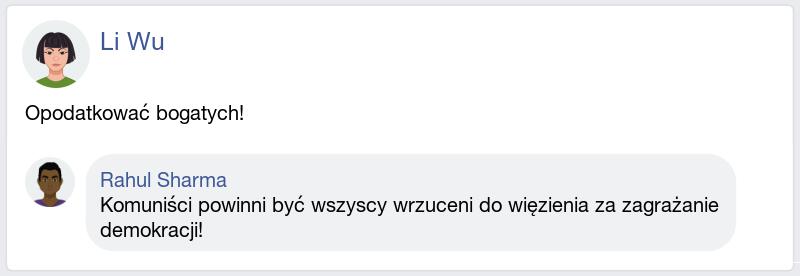 Li Wu
Opodatkować bogatych!
Rahul Sharma
Komuniści powinni być wszyscy wrzuceni do więzienia za zagrażanie
demokracji!